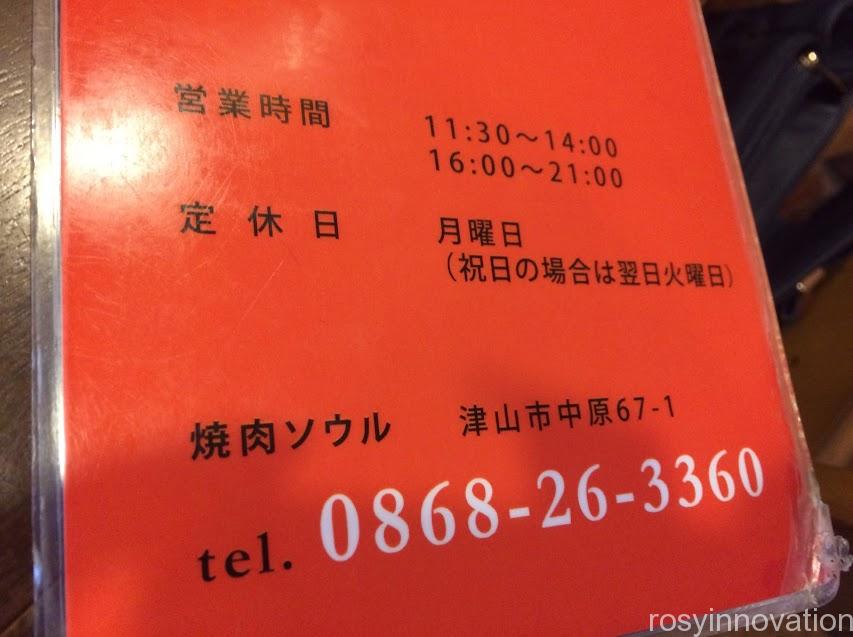 営業時間 11:30～14:00
16:00～21:00
定休日 月曜日
（祝日の場合は翌日火曜日）
焼肉ソウル 津山市中原67-1
tel. 0868-26-3360
rosyinnovation